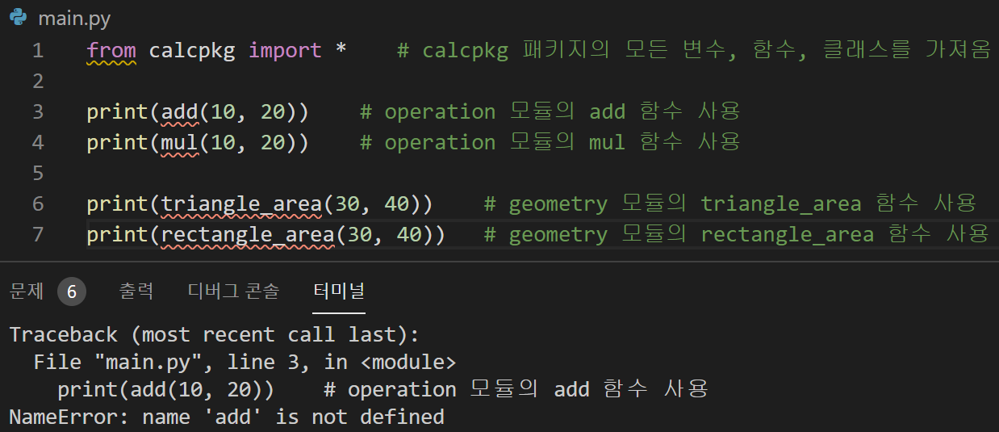 main.py
1 from calcpkg import *    # calcpkg 패키지의 모든 변수, 함수, 클래스를 가져옴
2
3 print(add(10, 20))    # operation 모듈의 add 함수 사용
4 print(mul(10, 20))    # operation 모듈의 mul 함수 사용
5
6 print(triangle_area(30, 40))    # geometry 모듈의 triangle_area 함수 사용
7 print(rectangle_area(30, 40))   # geometry 모듈의 rectangle_area 함수 사용
문제 6 출력 디버그 콘솔 터미널
Traceback (most recent call last):
  File "main.py", line 3, in <module>
    print(add(10, 20))    # operation 모듈의 add 함수 사용
NameError: name 'add' is not defined